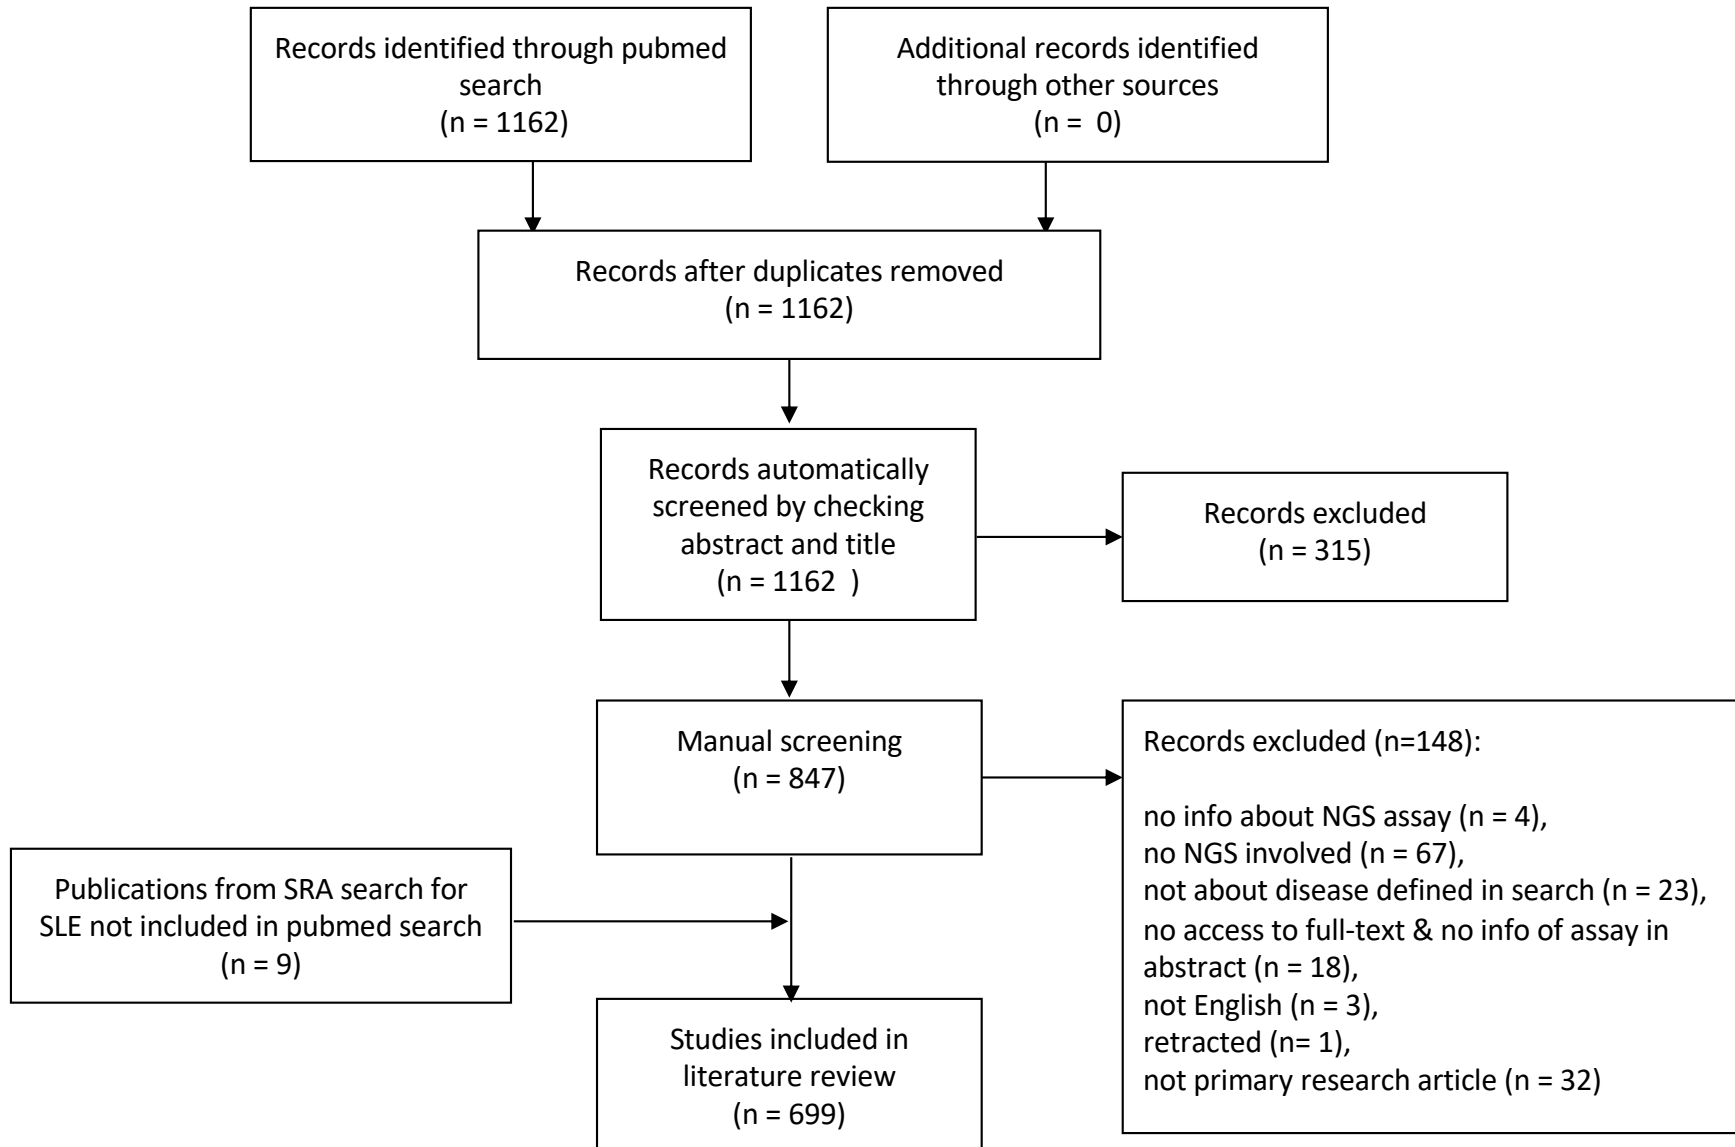 Records identified through pubmed
search
(n = 1162)
Additional records identified
through other sources
(n =  0)
Records after duplicates removed
(n = 1162)
Records automatically
screened by checking
abstract and title
(n = 1162  )
Records excluded
(n = 315)
Manual screening
(n = 847)
Records excluded (n=148):
no info about NGS assay (n = 4),
no NGS involved (n = 67),
not about disease defined in search (n = 23),
no access to full-text & no info of assay in
abstract (n = 18),
not English (n = 3),
retracted (n= 1),
not primary research article (n = 32)
Publications from SRA search for
SLE not included in pubmed search
(n = 9)
Studies included in
literature review
(n = 699)